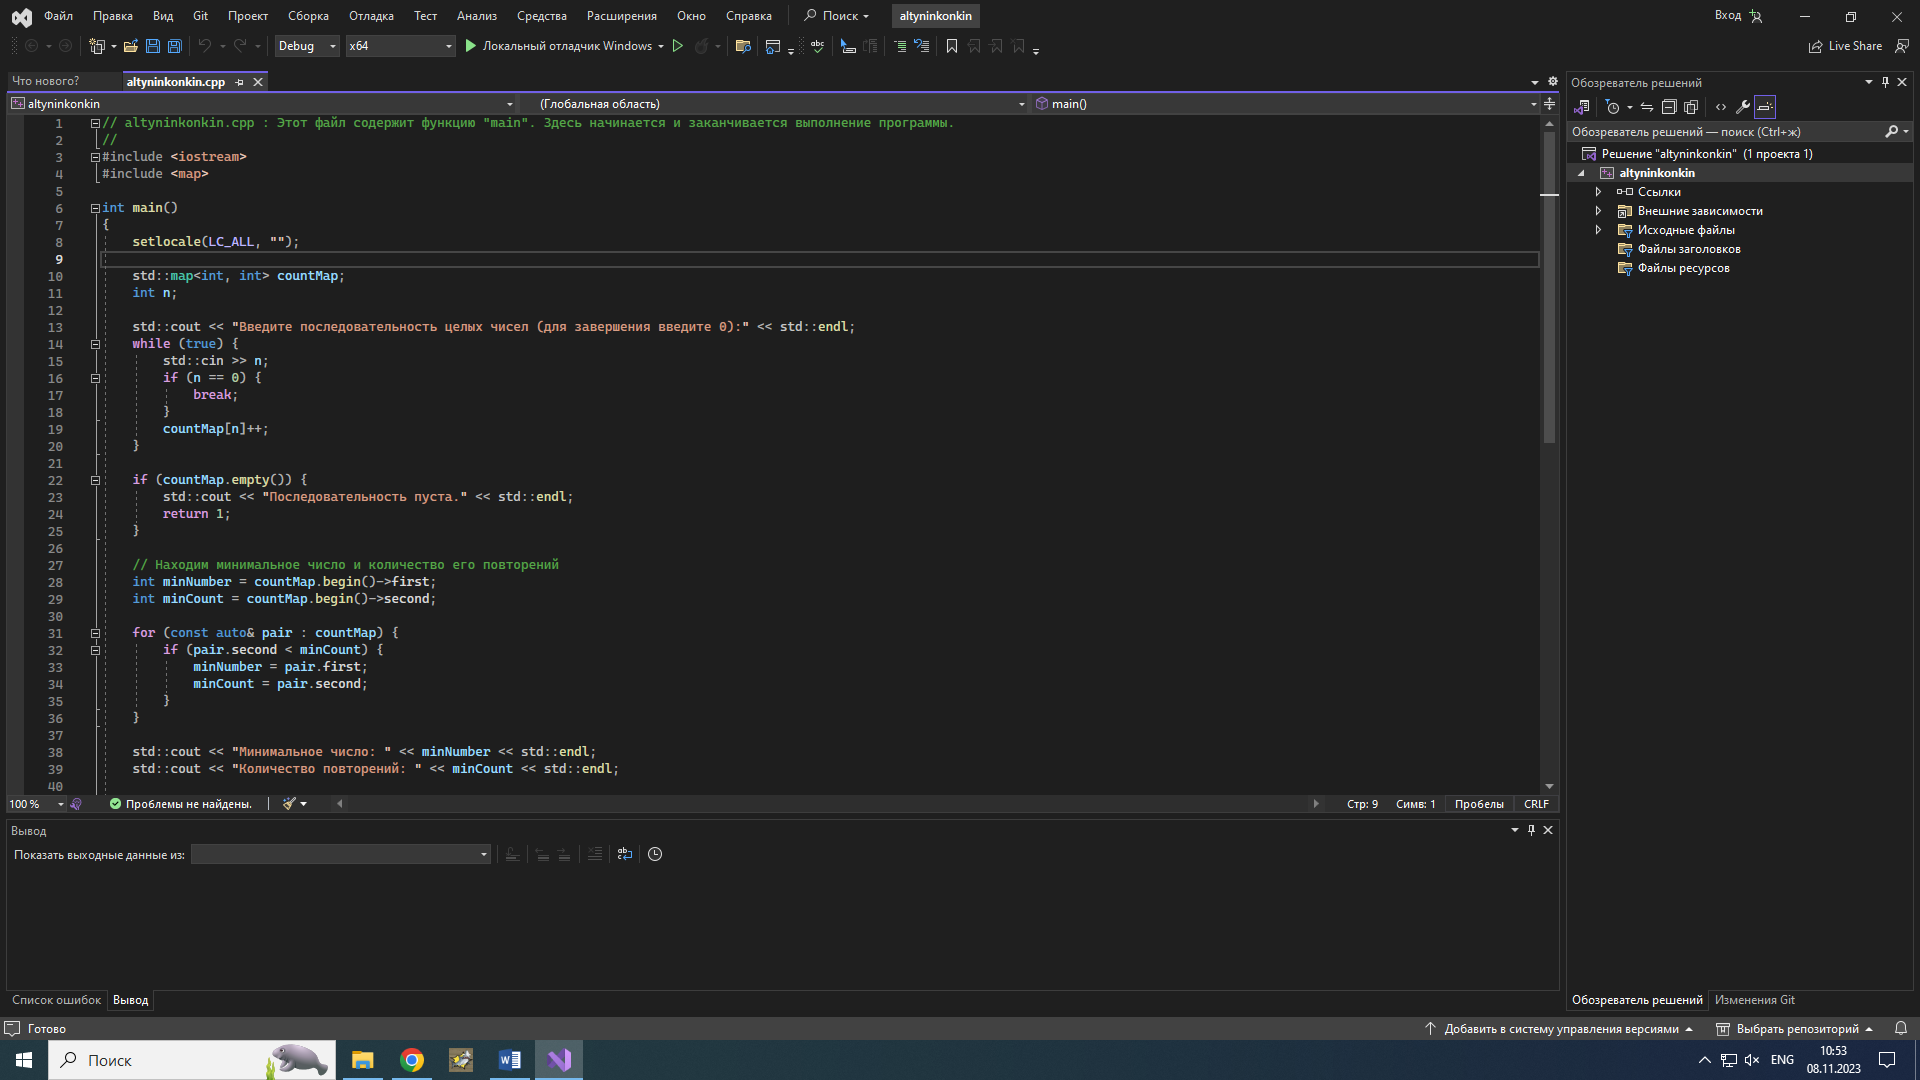 Файл Правка Вид Git Проект Сборка Отладка Тест Анализ Средства Расширения Окно Справка Поиск altyninkonkin Вход
Debug x64 Локальный отладчик Windows Live Share
Что нового? altyninkonkin.cpp
altyninkonkin (Глобальная область) main()
1 // altyninkonkin.cpp : Этот файл содержит функцию "main". Здесь начинается и заканчивается выполнение программы.
2 //
3 #include <iostream>
4 #include <map>
5
6 int main()
7 {
8 setlocale(LC_ALL, "");
9
10 std::map<int, int> countMap;
11 int n;
12
13 std::cout << "Введите последовательность целых чисел (для завершения введите 0):" << std::endl;
14 while (true) {
15 std::cin >> n;
16 if (n == 0) {
17 break;
18 }
19 countMap[n]++;
20 }
21
22 if (countMap.empty()) {
23 std::cout << "Последовательность пуста." << std::endl;
24 return 1;
25 }
26
27 // Находим минимальное число и количество его повторений
28 int minNumber = countMap.begin()->first;
29 int minCount = countMap.begin()->second;
30
31 for (const auto& pair : countMap) {
32 if (pair.second < minCount) {
33 minNumber = pair.first;
34 minCount = pair.second;
35 }
36 }
37
38 std::cout << "Минимальное число: " << minNumber << std::endl;
39 std::cout << "Количество повторений: " << minCount << std::endl;
40
100 % Проблемы не найдены. Стр: 9 Симв: 1 Пробелы CRLF
Вывод
Показать выходные данные из:
Список ошибок Вывод
Обозреватель решений
Обозреватель решений — поиск (Ctrl+ж)
Решение "altyninkonkin" (1 проекта 1)
altyninkonkin
Ссылки
Внешние зависимости
Исходные файлы
Файлы заголовков
Файлы ресурсов
Обозреватель решений Изменения Git
Готово Добавить в систему управления версиями Выбрать репозиторий
Поиск ENG 10:53
08.11.2023